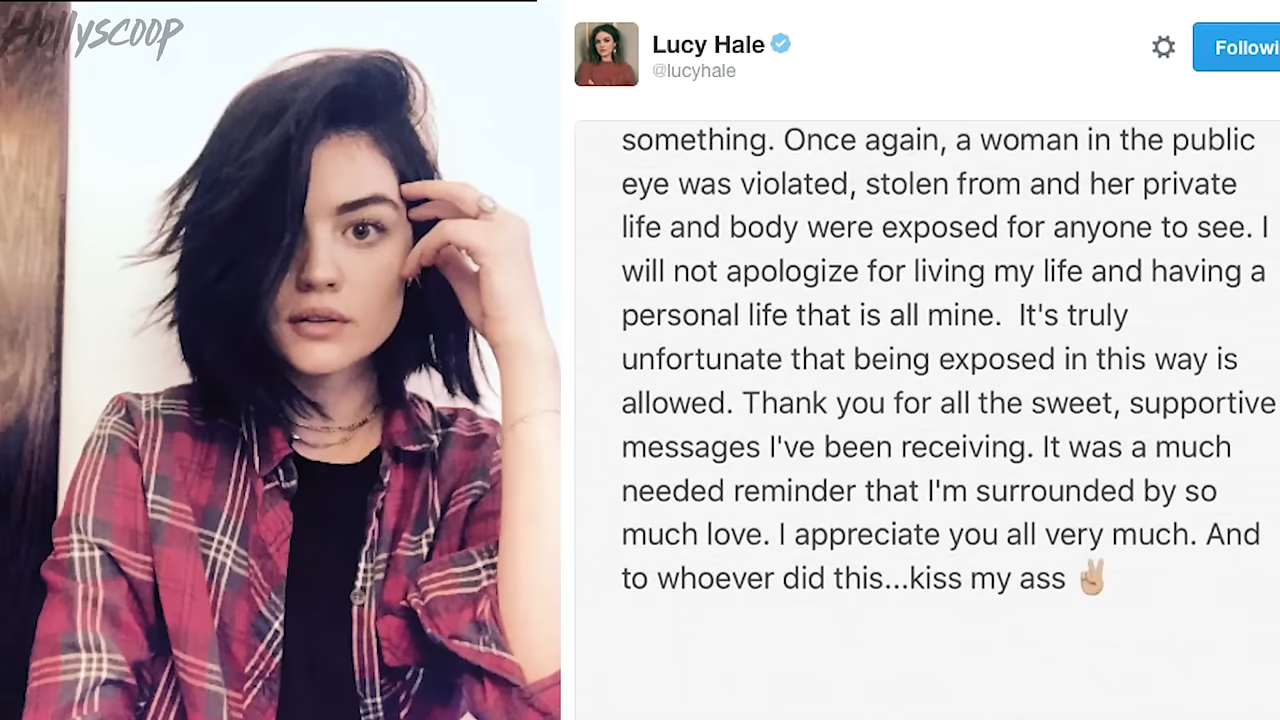 Hollyscoop
Lucy Hale
@lucyhale
Followi
something. Once again, a woman in the public
eye was violated, stolen from and her private
life and body were exposed for anyone to see. I
will not apologize for living my life and having a
personal life that is all mine.  It's truly
unfortunate that being exposed in this way is
allowed. Thank you for all the sweet, supportive
messages I've been receiving. It was a much
needed reminder that I'm surrounded by so
much love. I appreciate you all very much. And
to whoever did this...kiss my ass ✌🏼